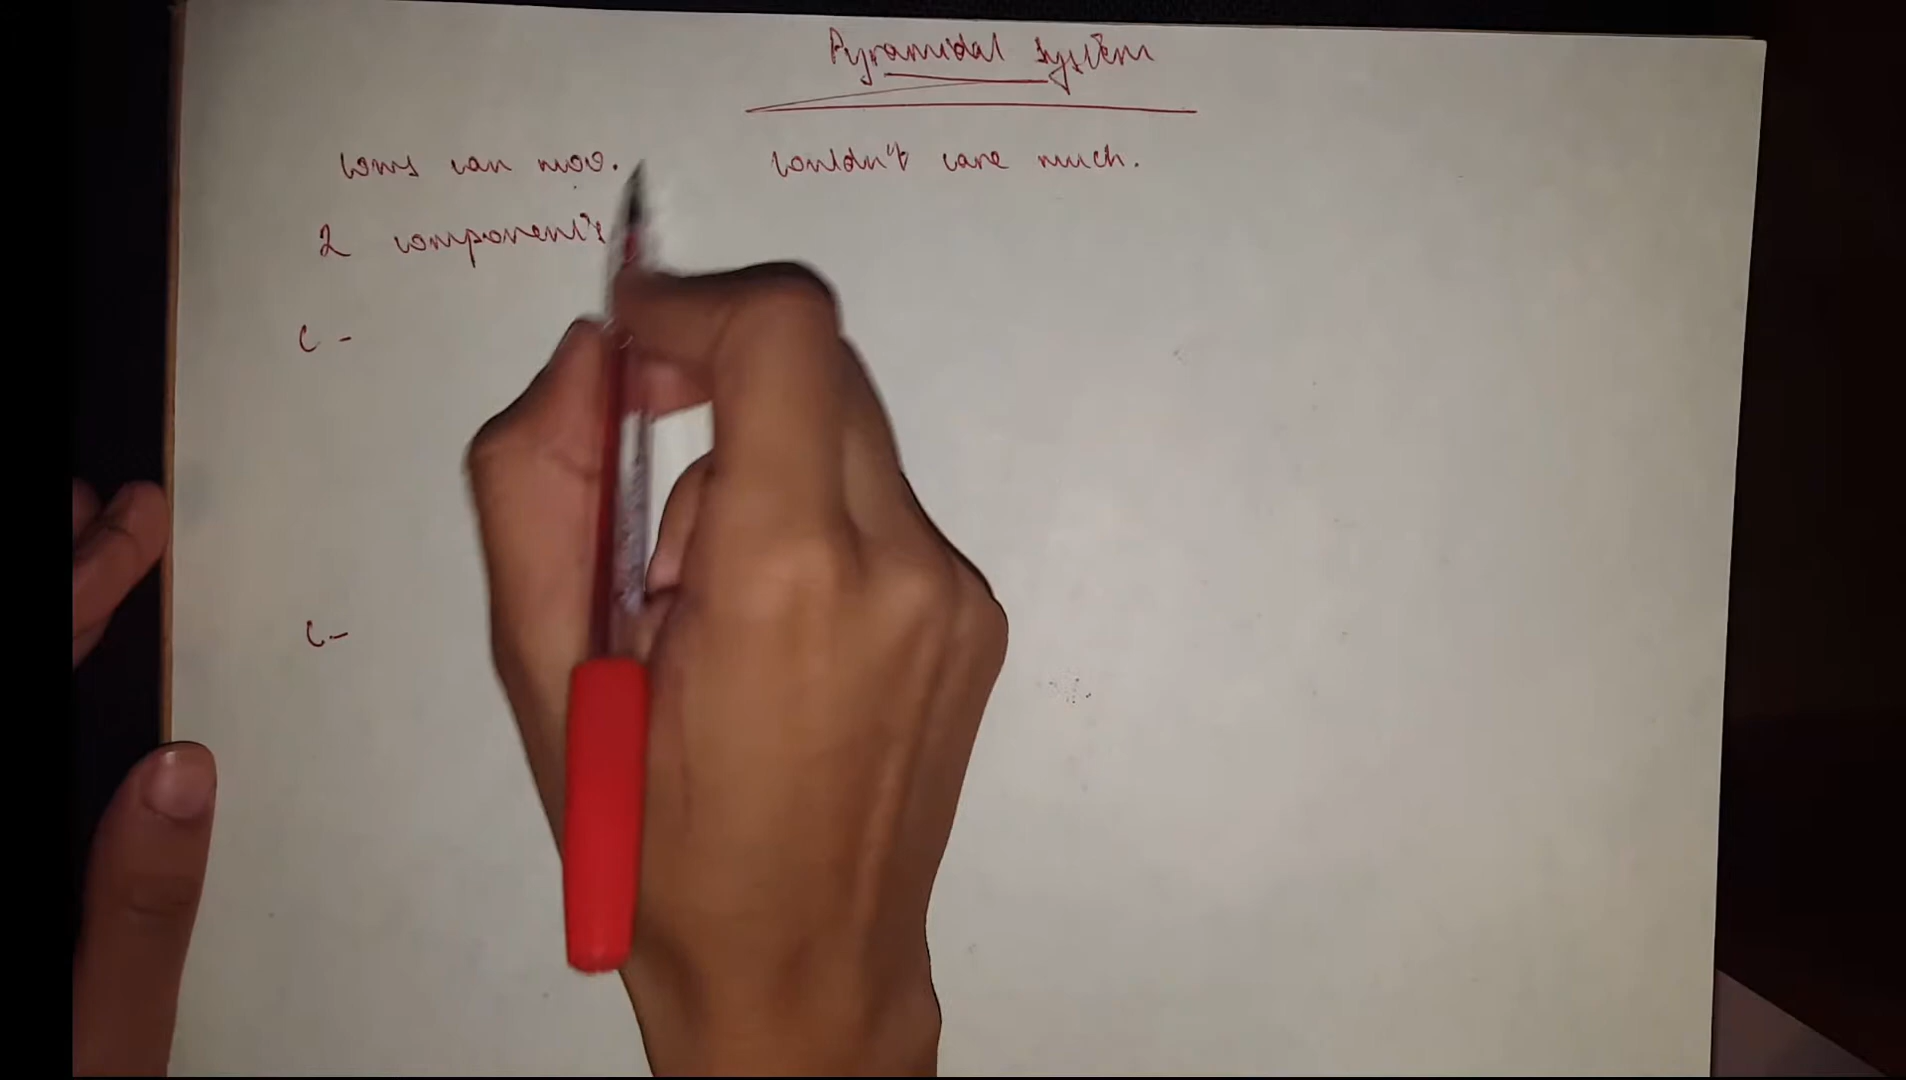 Pyramidal system
cows can moo. couldn't care much.
2 components
C -
C -